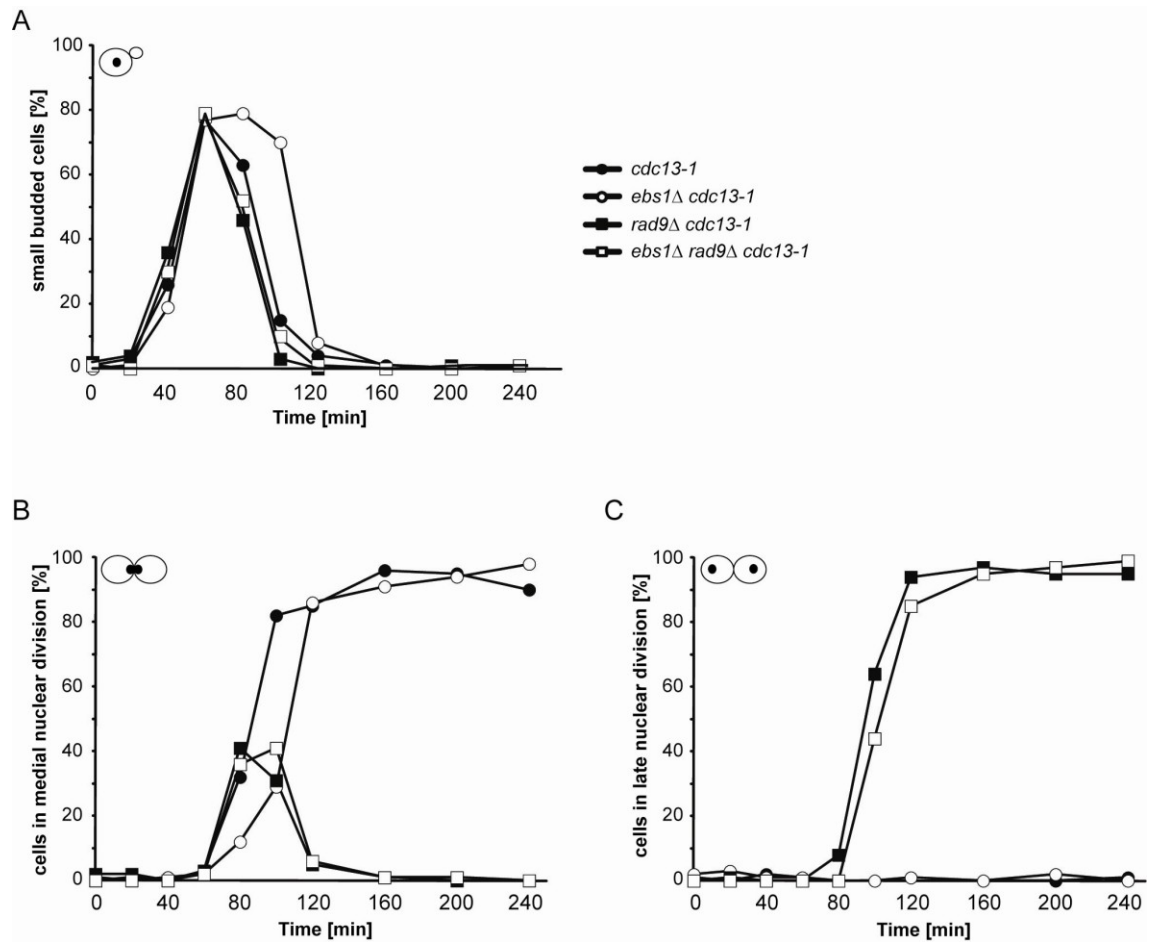 A
100
80
60
40
20
0
small budded cells [%]
0 40 80 120 160 200 240
Time [min]
cdc13-1
ebs1Δ cdc13-1
rad9Δ cdc13-1
ebs1Δ rad9Δ cdc13-1
B
100
80
60
40
20
0
cells in medial nuclear division [%]
0 40 80 120 160 200 240
Time [min]
C
100
80
60
40
20
0
cells in late nuclear division [%]
0 40 80 120 160 200 240
Time [min]